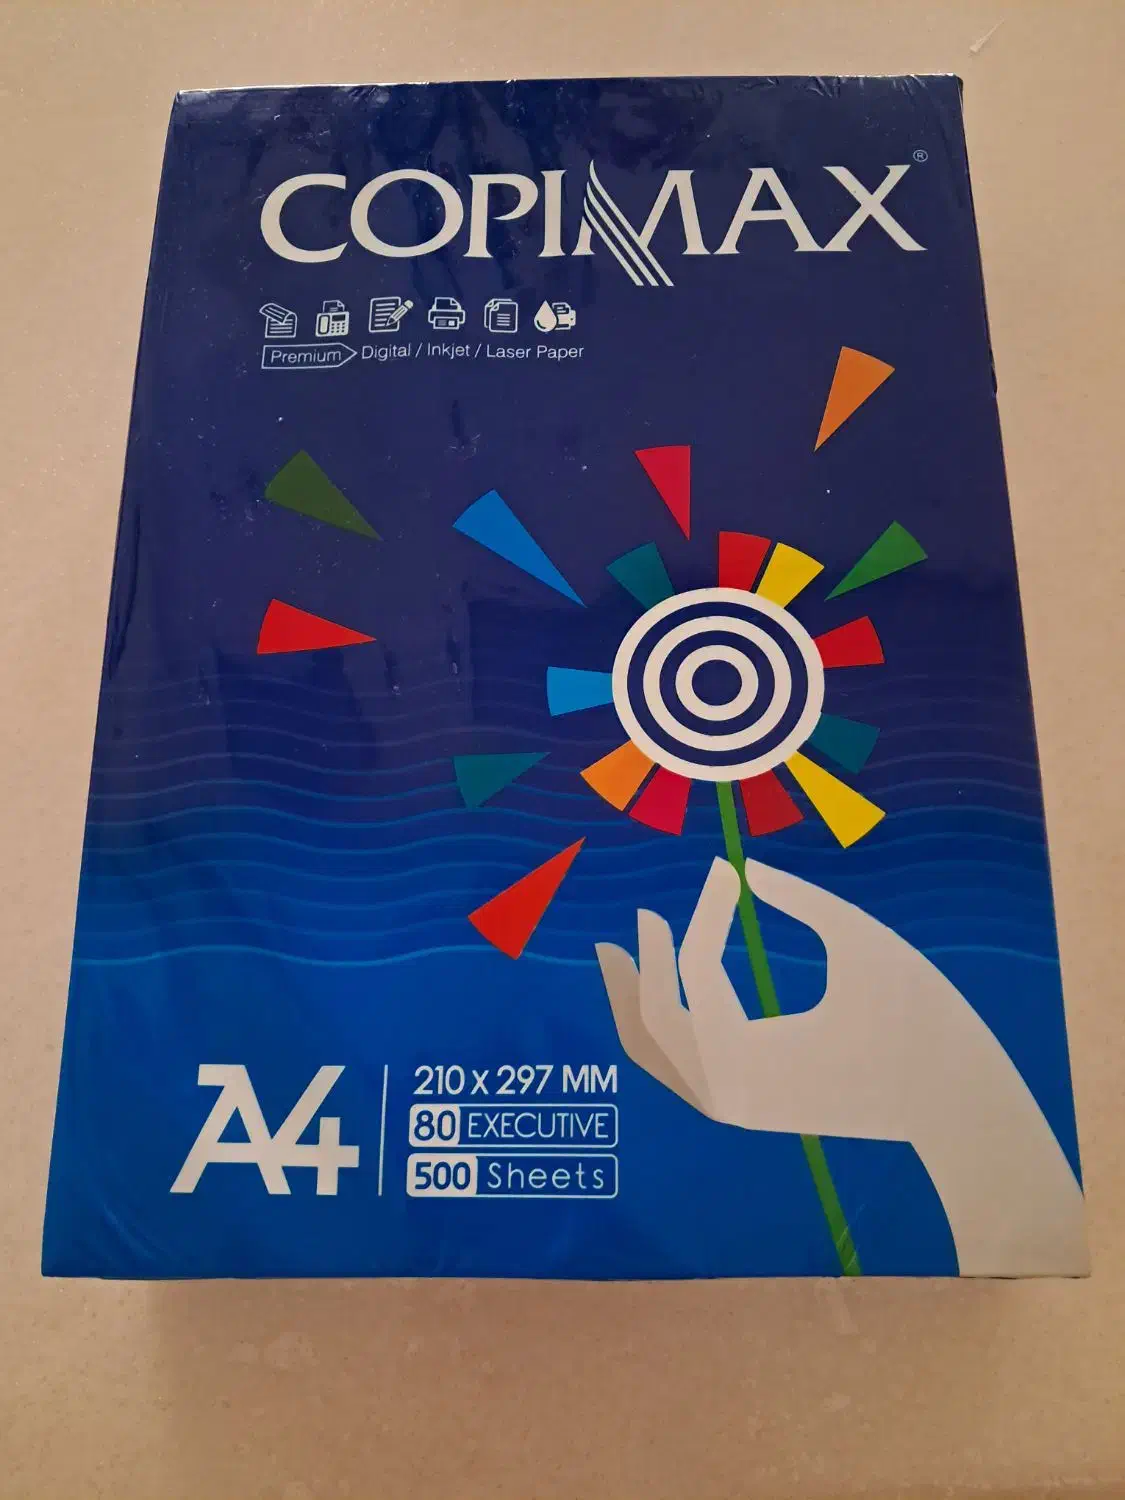 COPIMAX®
Premium Digital / Inkjet / Laser Paper
A4
210 x 297 MM
80 EXECUTIVE
500 Sheets